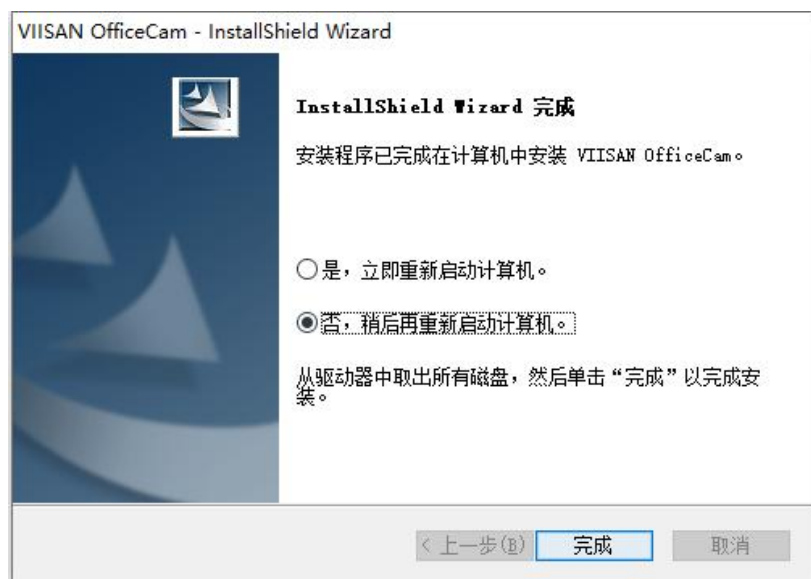 VIISAN OfficeCam - InstallShield Wizard
InstallShield Wizard 完成
安装程序已完成在计算机中安装 VIISAN OfficeCam。
是，立即重新启动计算机。
否，稍后再重新启动计算机。
从驱动器中取出所有磁盘，然后单击“完成”以完成安
装。
< 上一步(B)
完成
取消